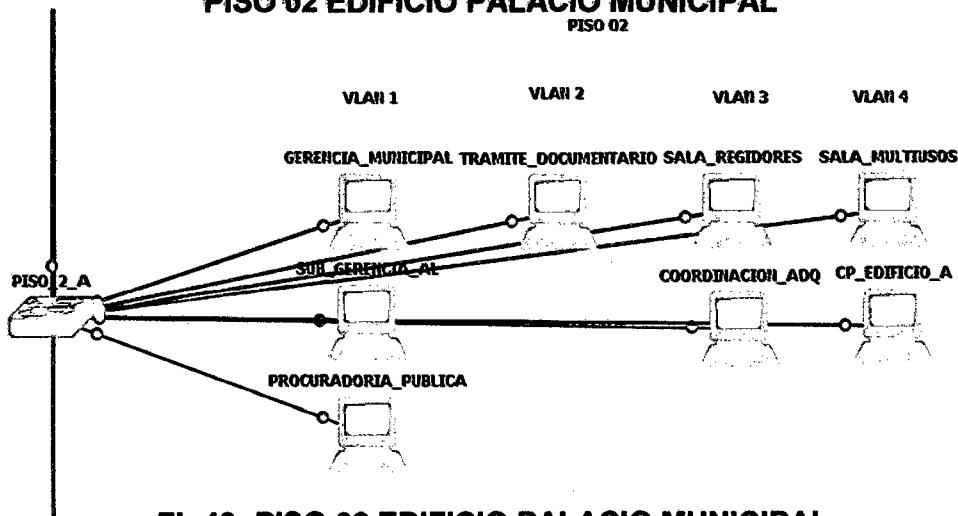 PISO 02 EDIFICIO PALACIO MUNICIPAL
PISO 02
VLAN 1
VLAN 2
VLAN 3
VLAN 4
GERENCIA_MUNICIPAL
TRAMITE_DOCUMENTARIO
SALA_REGIDORES
SALA_MULTIUSOS
PISO_2_A
SUB_GERENCIA_AL
COORDINACION_ADQ
CP_EDIFICIO_A
PROCURADORIA_PUBLICA
PISO 02 EDIFICIO PALACIO MUNICIPAL